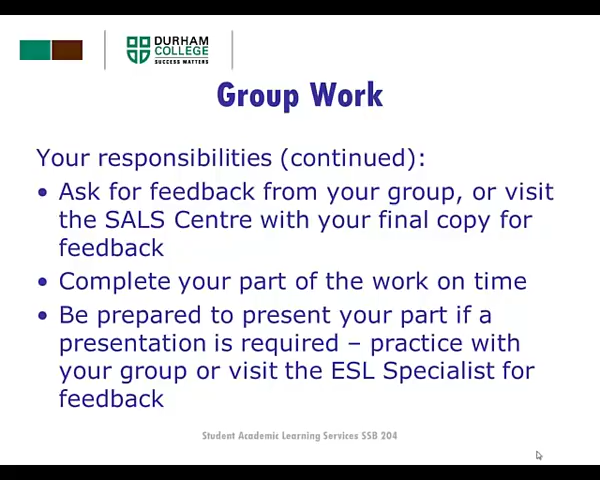 DURHAM
COLLEGE
SUCCESS MATTERS
Group Work
Your responsibilities (continued):
• Ask for feedback from your group, or visit
the SALS Centre with your final copy for
feedback
• Complete your part of the work on time
• Be prepared to present your part if a
presentation is required – practice with
your group or visit the ESL Specialist for
feedback
Student Academic Learning Services SSB 204